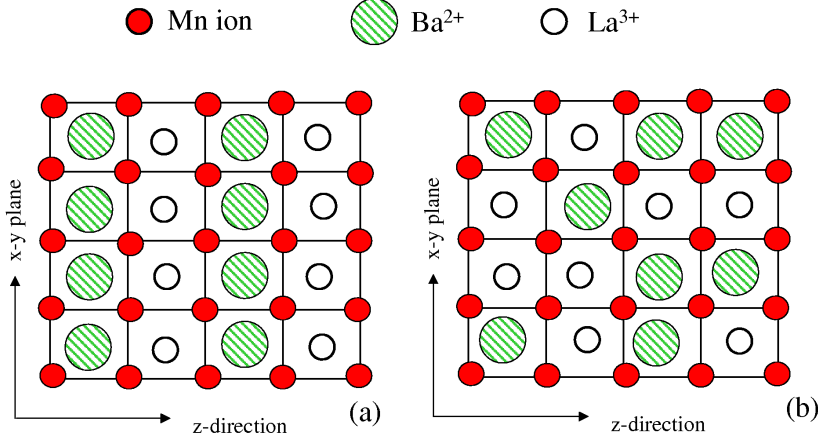 Mn ion Ba²⁺ La³⁺
x-y plane
z-direction
(a)
x-y plane
z-direction
(b)